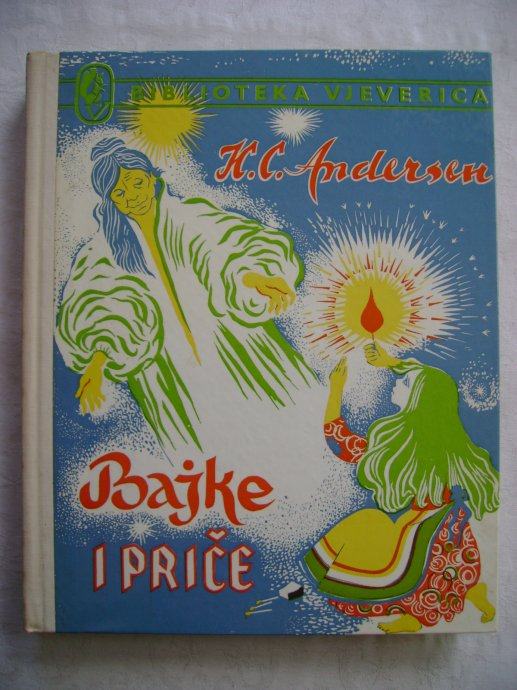 BIBLIOTEKA VJEVERICA
H.C. Andersen
Bajke
I PRIČE